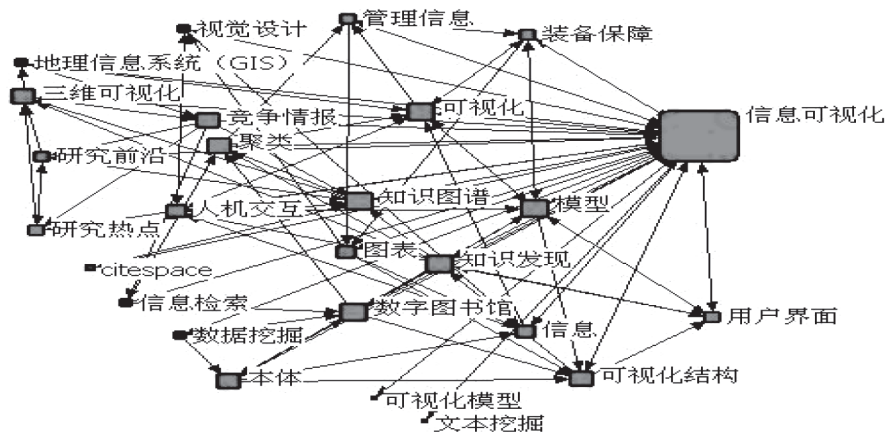 管理信息
视觉设计
装备保障
地理信息系统（GIS）
三维可视化
可视化
信息可视化
竞争情报
聚类
研究前沿
知识图谱
模型
人机交互
研究热点
图表
知识发现
citespace
信息检索
数字图书馆
用户界面
信息
数据挖掘
本体
可视化结构
可视化模型
文本挖掘